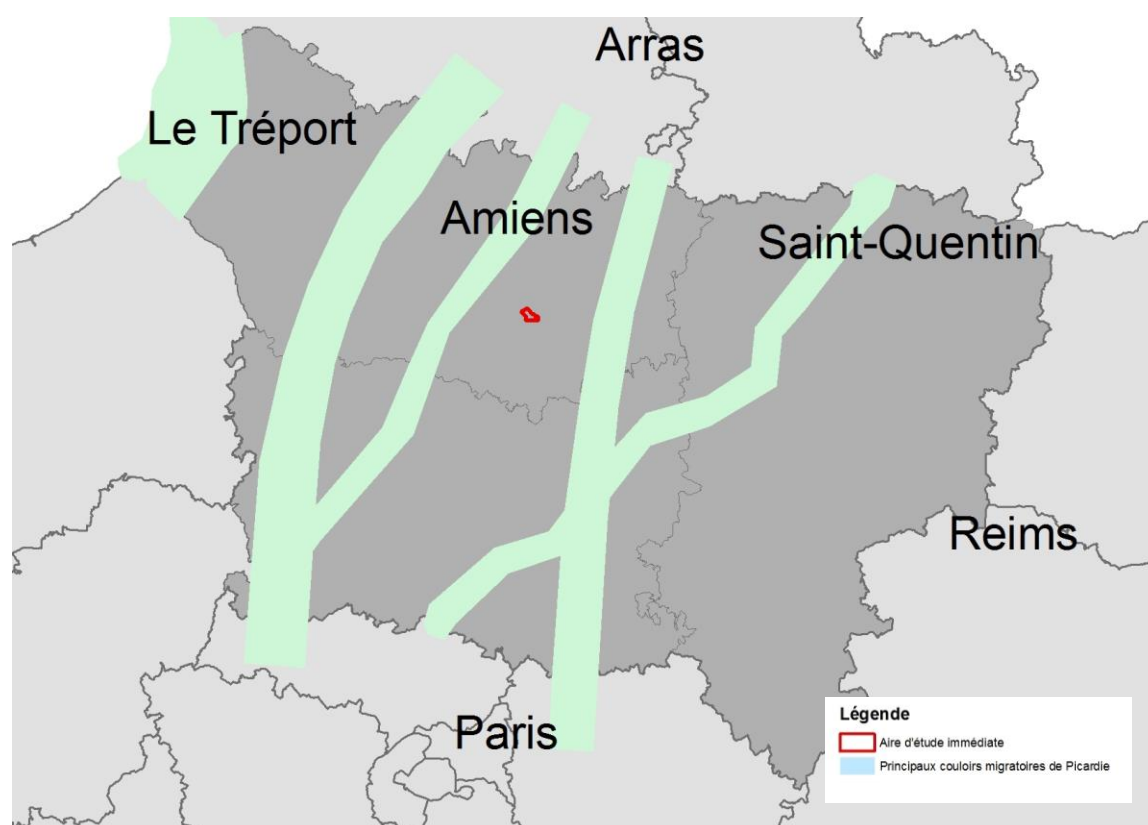 Arras
Le Tréport
Amiens
Saint-Quentin
Reims
Paris
Légende
Aire d'étude immédiate
Principaux couloirs migratoires de Picardie